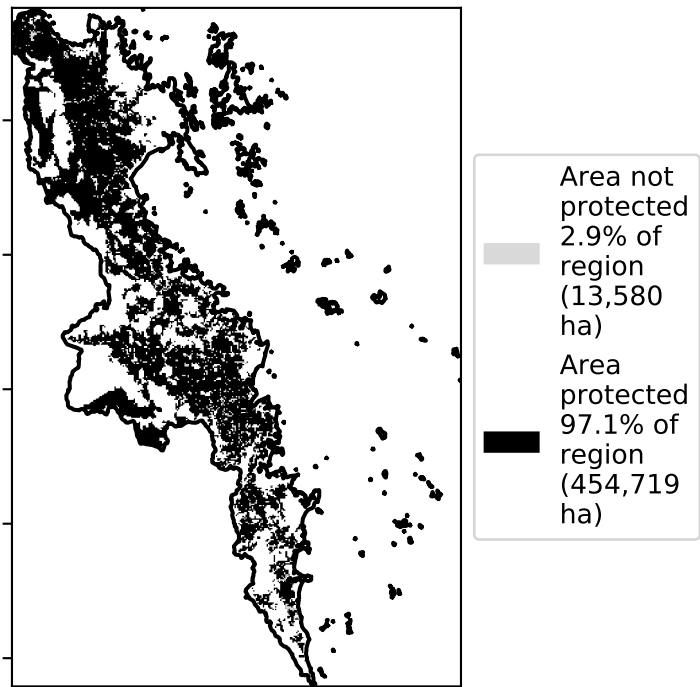 Area not
protected
2.9% of
region
(13,580
ha)
Area
protected
97.1% of
region
(454,719
ha)